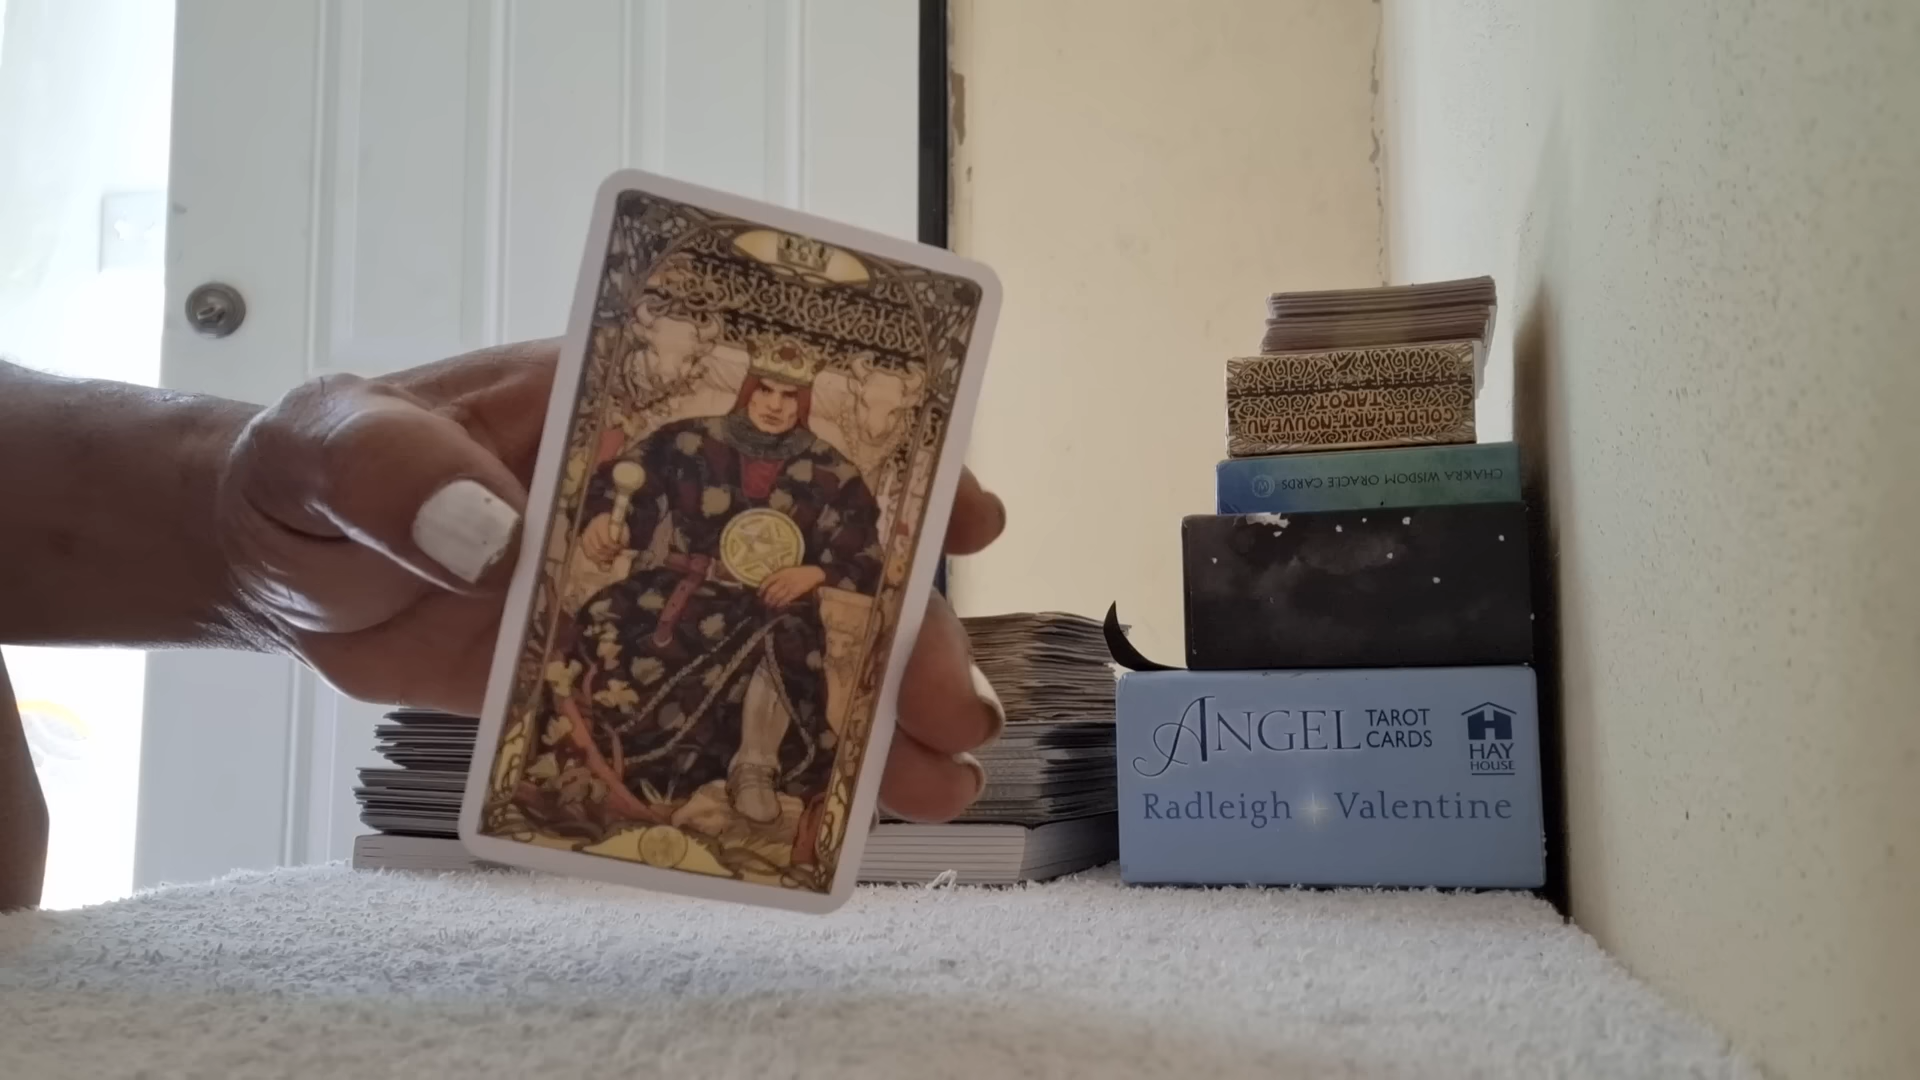 GOLDEN ART NOUVEAU
TAROT
CHAKRA WISDOM ORACLE CARDS
ANGEL TAROT
CARDS
HAY
HOUSE
Radleigh Valentine